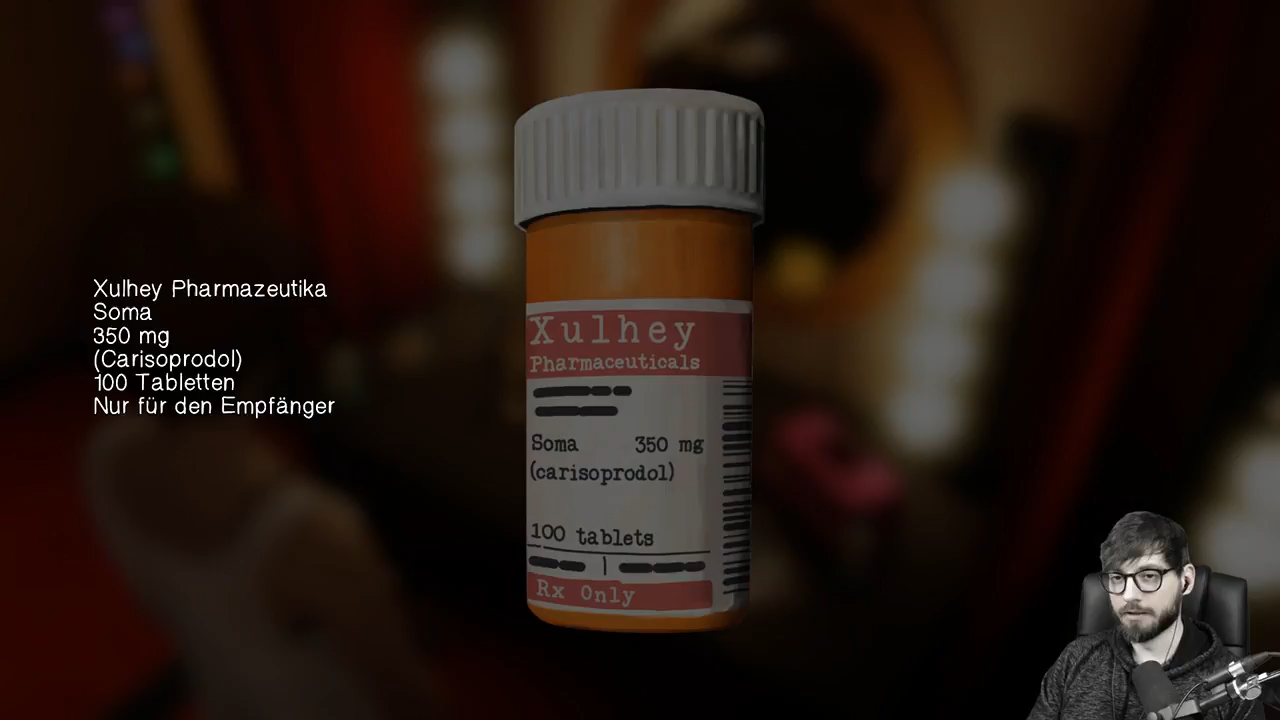 Xulhey Pharmazeutika
Soma
350 mg
(Carisoprodol)
100 Tabletten
Nur für den Empfänger
Xulhey
Pharmaceuticals
Soma 350 mg
(carisoprodol)
100 tablets
Rx Only